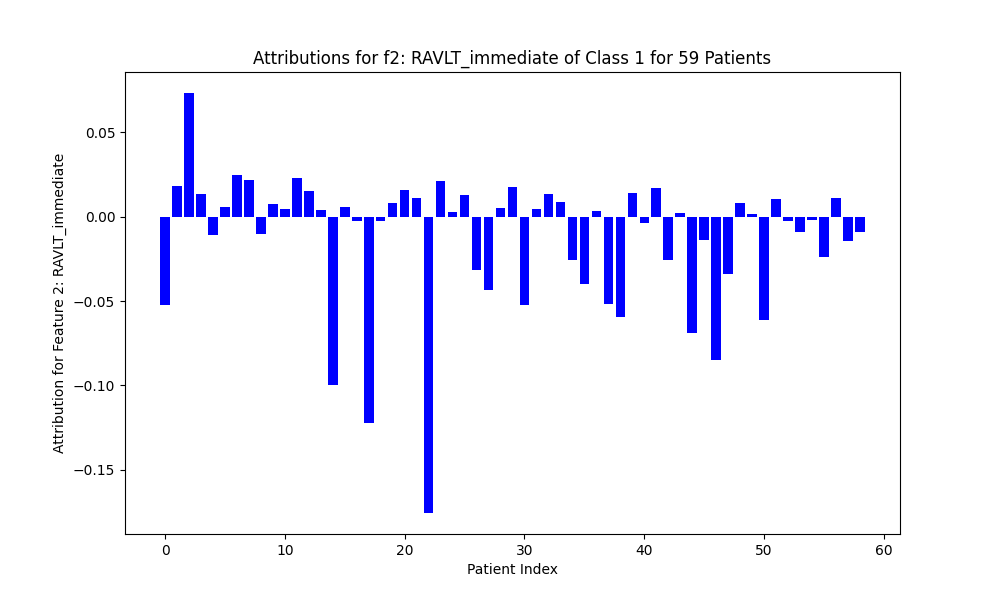 Attributions for f2: RAVLT_immediate of Class 1 for 59 Patients
Attribution for Feature 2: RAVLT_immediate
0.05
0.00
−0.05
−0.10
−0.15
0 10 20 30 40 50 60
Patient Index